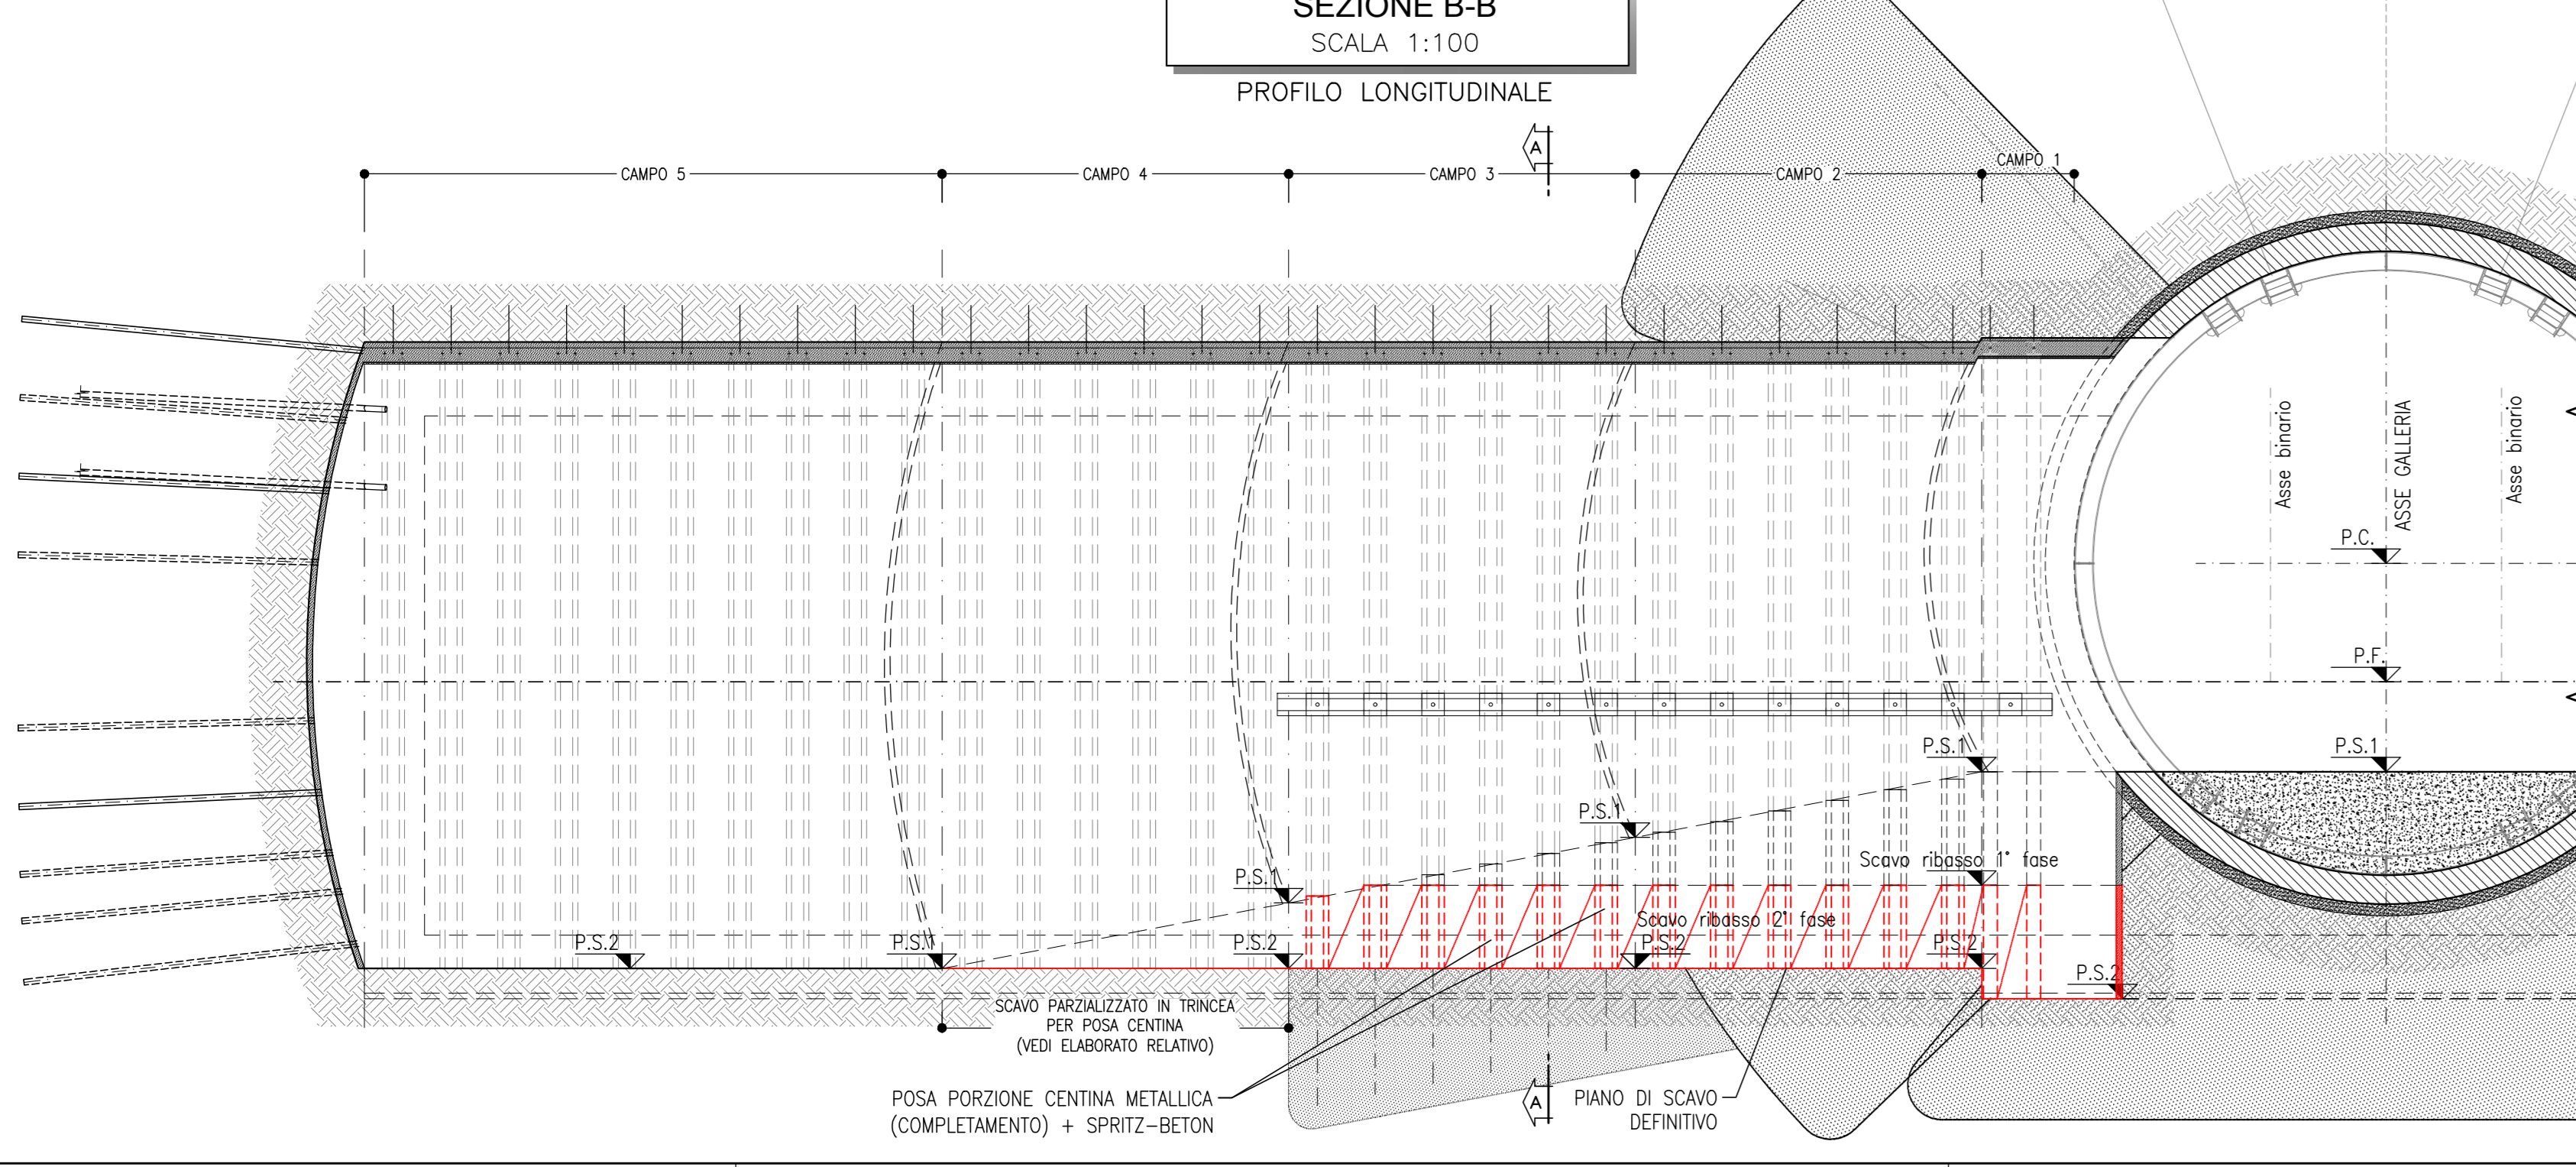 SEZIONE B-B
SCALA 1:100
PROFILO LONGITUDINALE
A
CAMPO 5
CAMPO 4
CAMPO 3
CAMPO 2
CAMPO 1
Asse binario
ASSE GALLERIA
Asse binario
P.C.
P.F.
P.S.1
P.S.1
P.S.1
Scavo ribasso 1° fase
P.S.1
Scavo ribasso 2° fase
P.S.2
P.S.1
P.S.2
P.S.2
P.S.2
P.S.2
SCAVO PARZIALIZZATO IN TRINCEA
PER POSA CENTINA
(VEDI ELABORATO RELATIVO)
POSA PORZIONE CENTINA METALLICA
(COMPLETAMENTO) + SPRITZ-BETON
A
PIANO DI SCAVO
DEFINITIVO